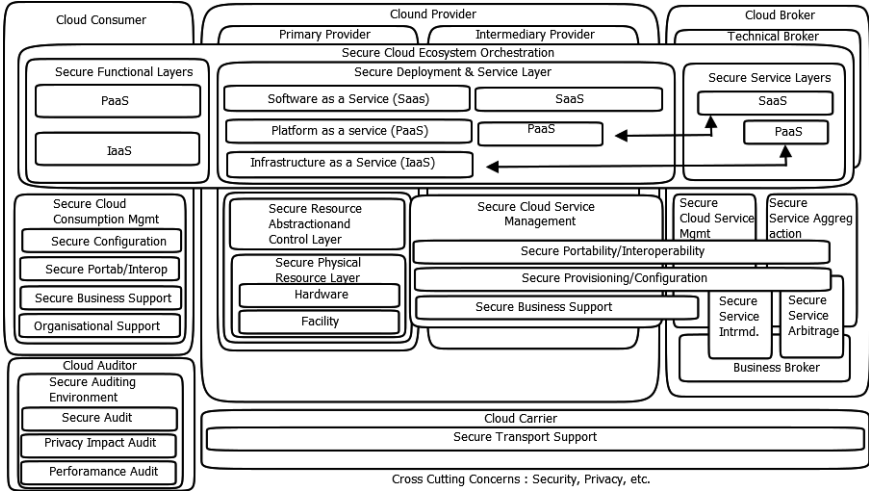 Cloud Consumer
Clound Provider
Cloud Broker
Primary Provider
Intermediary Provider
Technical Broker
Secure Cloud Ecosystem Orchestration
Secure Functional Layers
PaaS
IaaS
Secure Deployment & Service Layer
Software as a Service (Saas)
SaaS
Platform as a service (PaaS)
PaaS
Infrastructure as a Service (IaaS)
Secure Service Layers
SaaS
PaaS
Secure Cloud
Consumption Mgmt
Secure Configuration
Secure Portab/Interop
Secure Business Support
Organisational Support
Secure Resource
Abstractionand
Control Layer
Secure Physical
Resource Layer
Hardware
Facility
Secure Cloud Service
Management
Secure Portability/Interoperability
Secure Provisioning/Configuration
Secure Business Support
Secure
Cloud Service
Mgmt
Secure
Service Aggreg
action
Secure
Service
Intrmd.
Secure
Service
Arbitrage
Business Broker
Cloud Auditor
Secure Auditing
Environment
Secure Audit
Privacy Impact Audit
Perforamance Audit
Cloud Carrier
Secure Transport Support
Cross Cutting Concerns : Security, Privacy, etc.